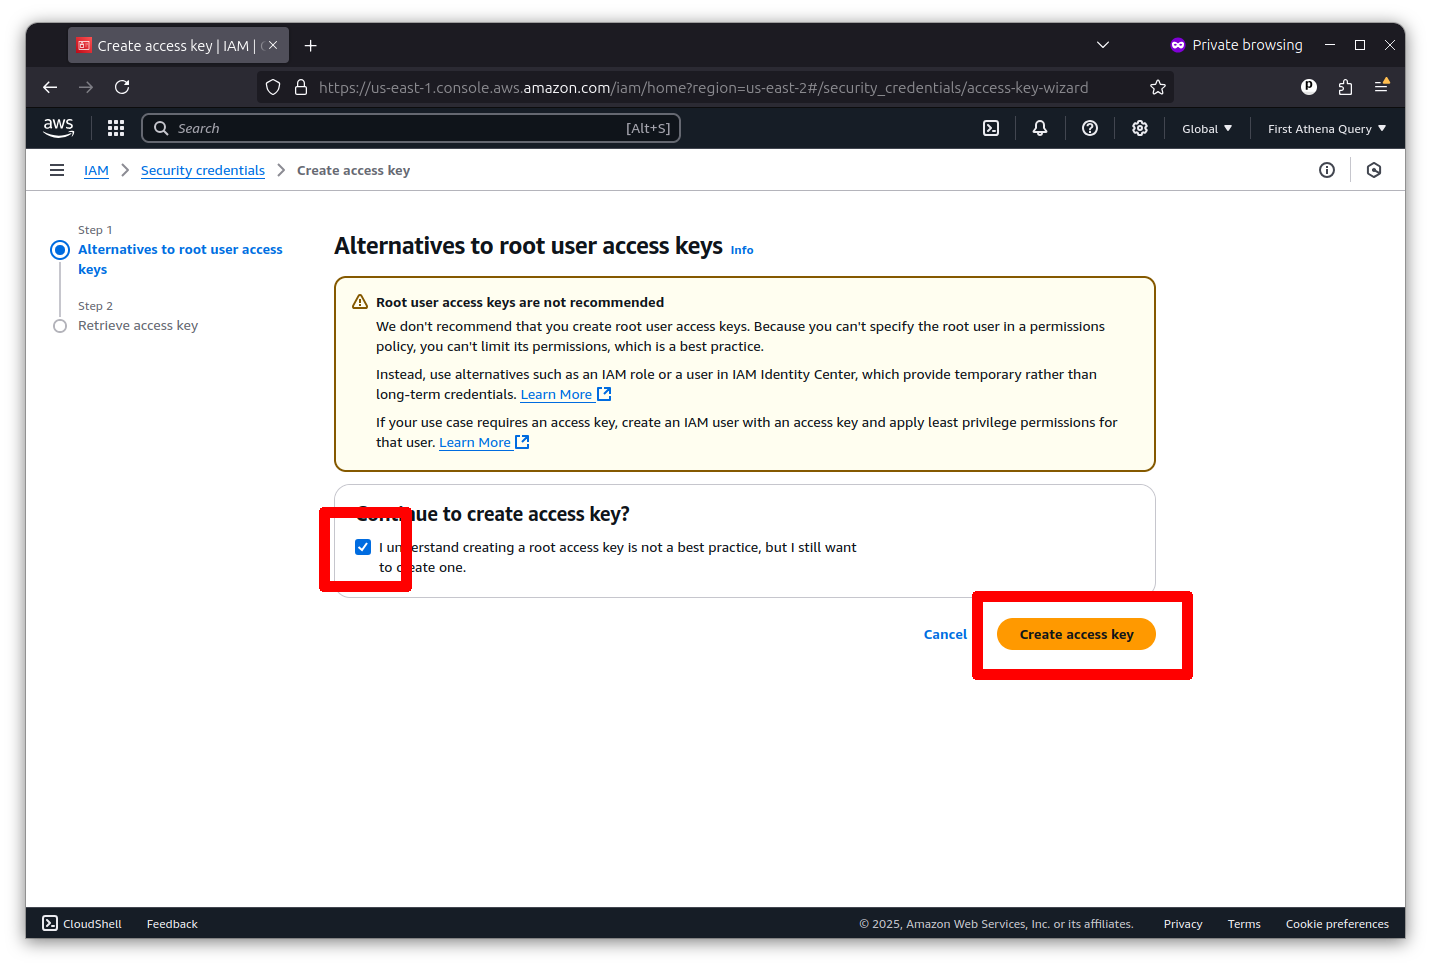 Create access key | IAM |
Private browsing
https://us-east-1.console.aws.amazon.com/iam/home?region=us-east-2#/security_credentials/access-key-wizard
aws
Search
[Alt+S]
Global
First Athena Query
IAM
Security credentials
Create access key
Step 1
Alternatives to root user access
keys
Step 2
Retrieve access key
Alternatives to root user access keys Info
Root user access keys are not recommended
We don't recommend that you create root user access keys. Because you can't specify the root user in a permissions
policy, you can't limit its permissions, which is a best practice.
Instead, use alternatives such as an IAM role or a user in IAM Identity Center, which provide temporary rather than
long-term credentials. Learn More
If your use case requires an access key, create an IAM user with an access key and apply least privilege permissions for
that user. Learn More
Continue to create access key?
I understand creating a root access key is not a best practice, but I still want
to create one.
Cancel
Create access key
CloudShell
Feedback
© 2025, Amazon Web Services, Inc. or its affiliates.
Privacy
Terms
Cookie preferences